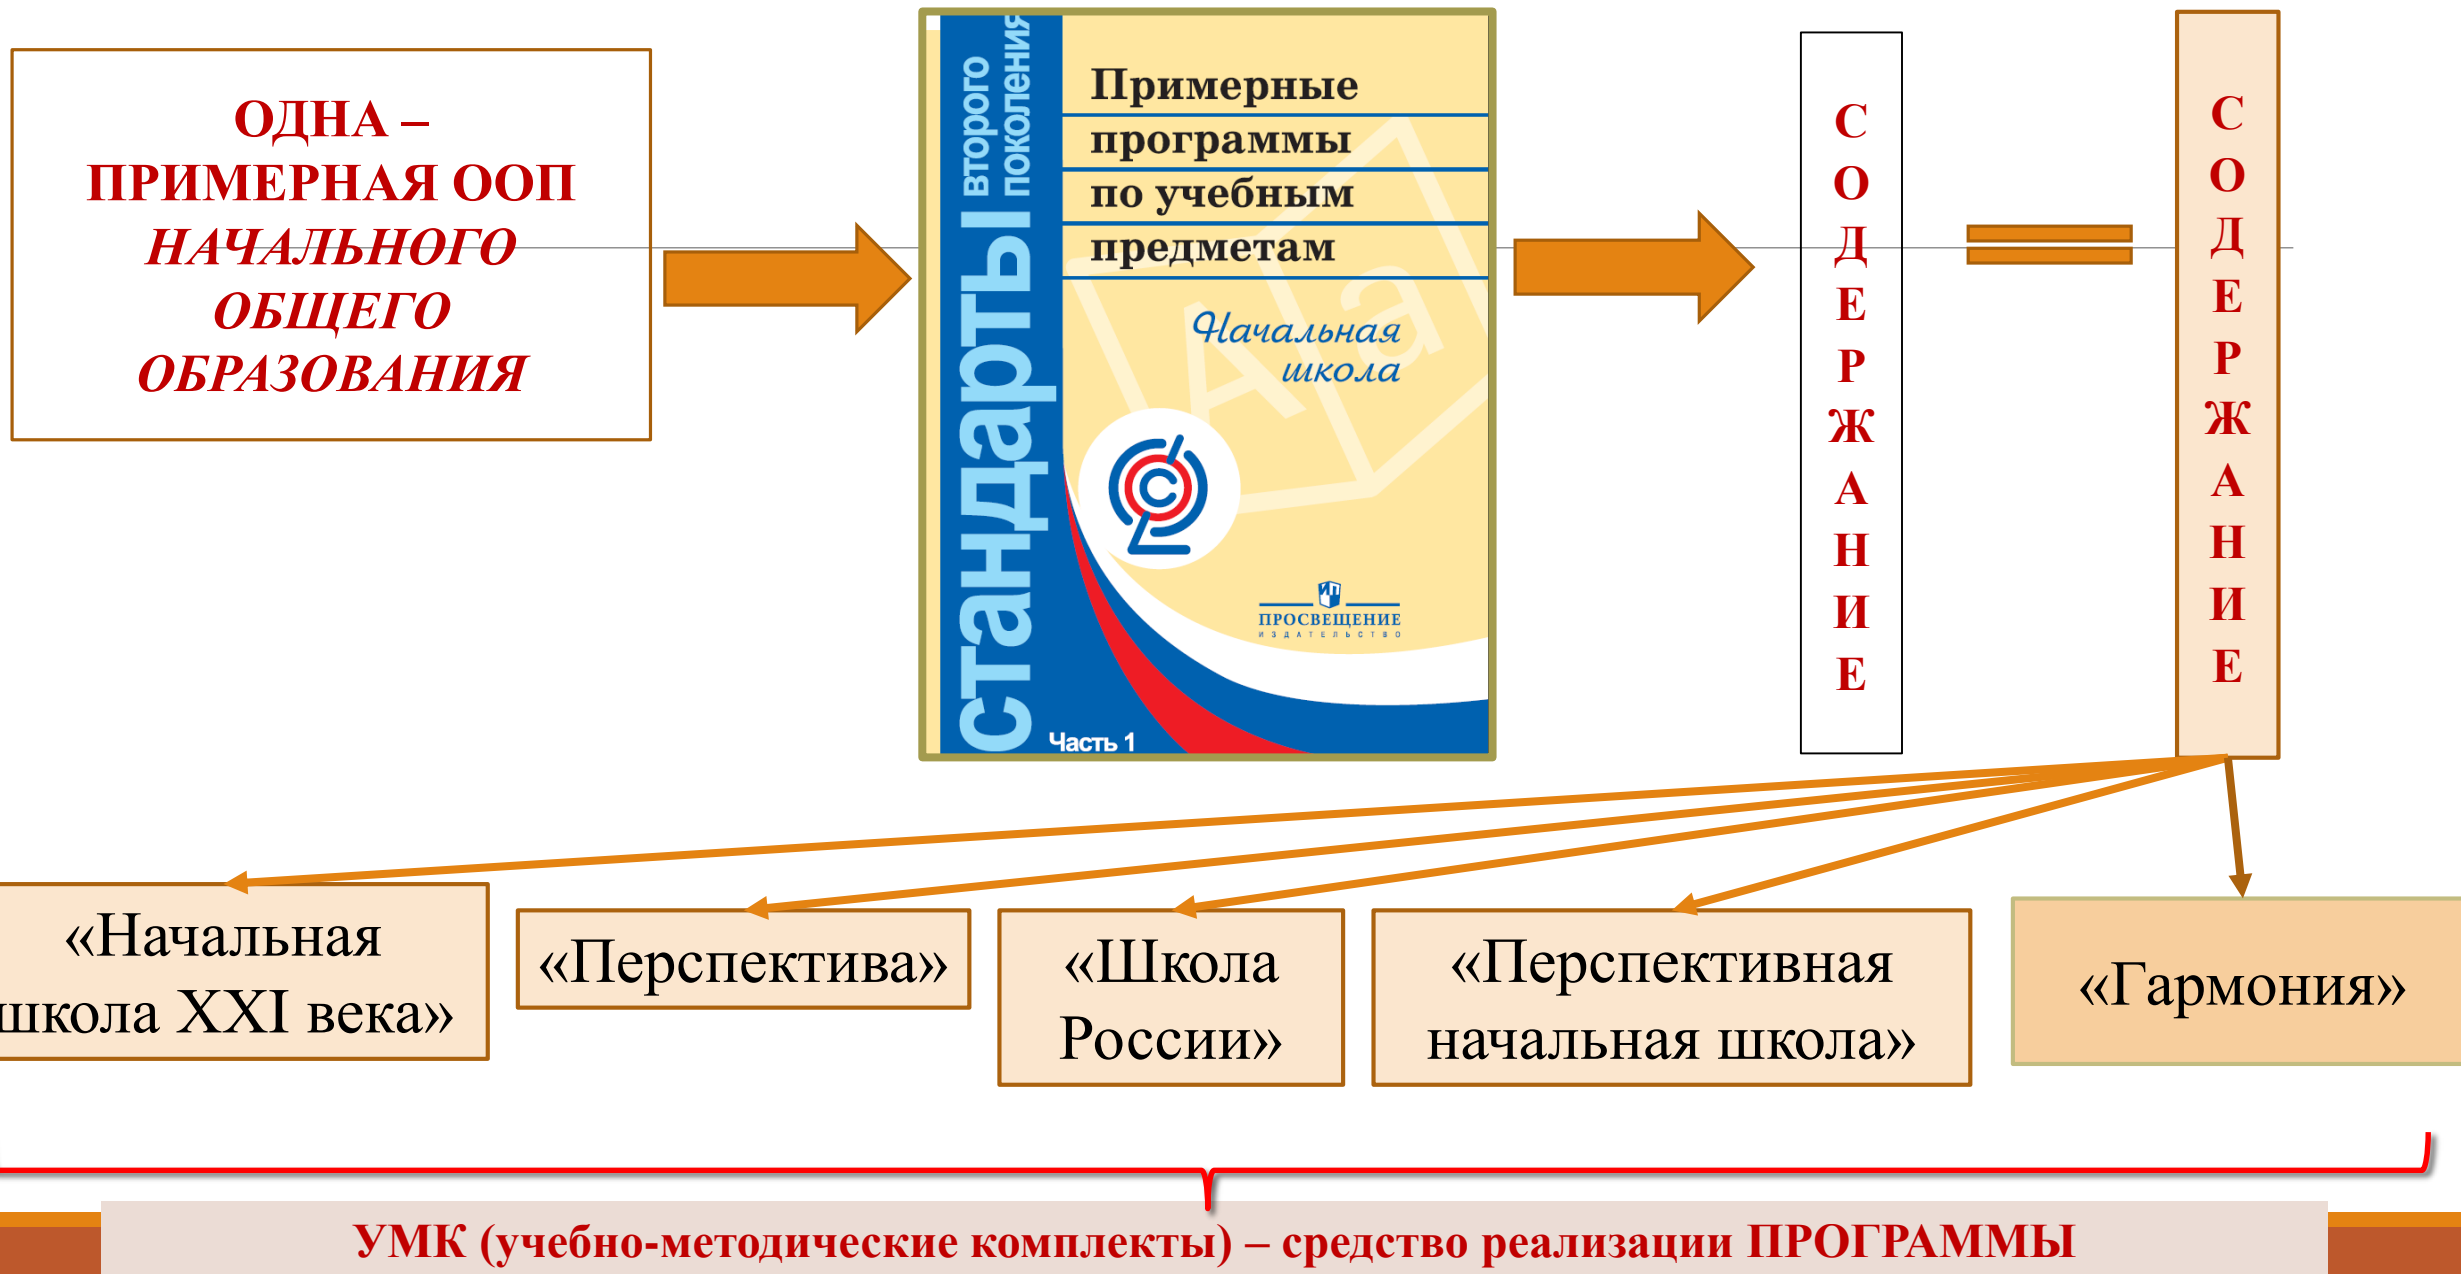 ОДНА –
ПРИМЕРНАЯ ООП
НАЧАЛЬНОГО
ОБЩЕГО
ОБРАЗОВАНИЯ
стандарты
второго
поколения
Примерные
программы
по учебным
предметам
Начальная
школа
ИП
ПРОСВЕЩЕНИЕ
ИЗДАТЕЛЬСТВО
Часть 1
С
О
Д
Е
Р
Ж
А
Н
И
Е
С
О
Д
Е
Р
Ж
А
Н
И
Е
«Начальная
школа XXI века»
«Перспектива»
«Школа
России»
«Перспективная
начальная школа»
«Гармония»
УМК (учебно-методические комплекты) – средство реализации ПРОГРАММЫ